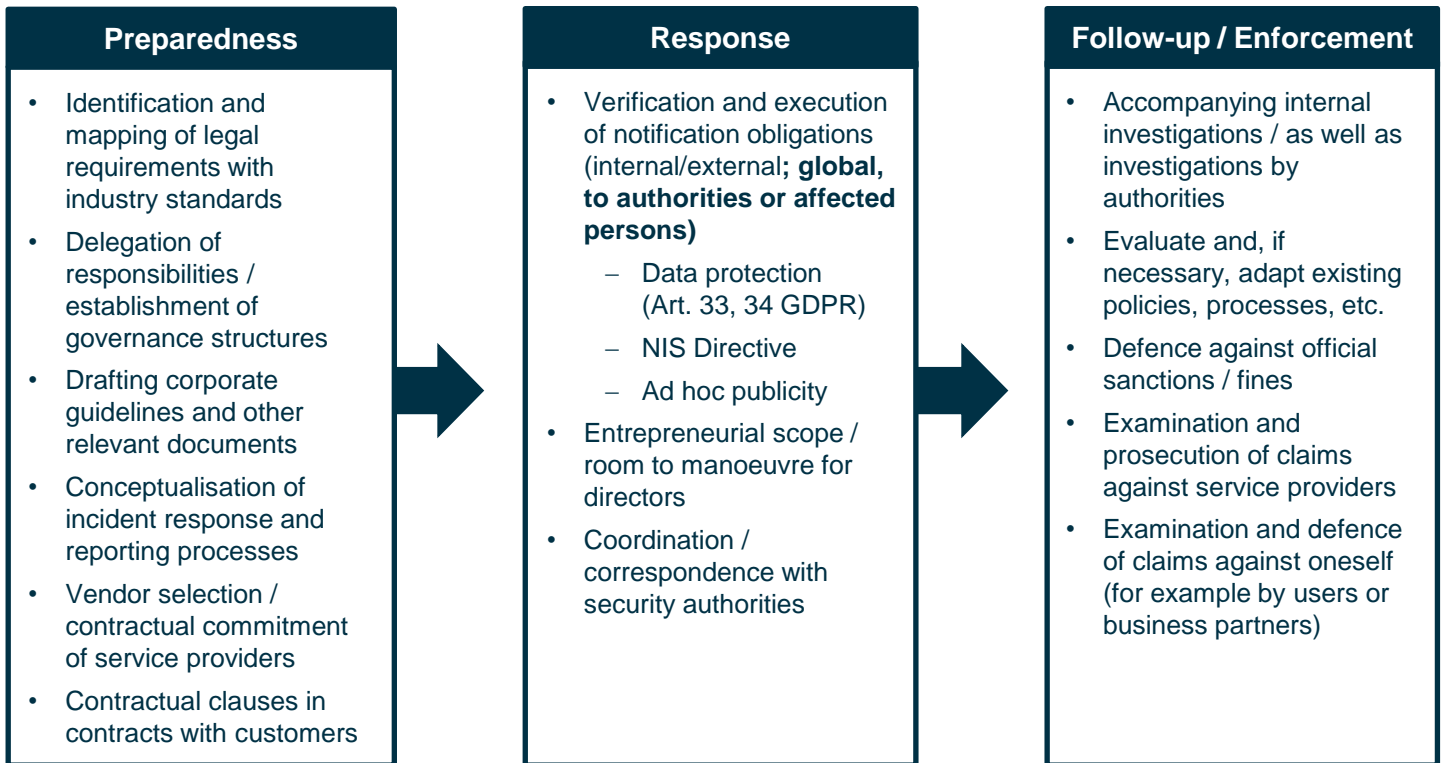 Preparedness
• Identification and
mapping of legal
requirements with
industry standards
• Delegation of
responsibilities /
establishment of
governance structures
• Drafting corporate
guidelines and other
relevant documents
• Conceptualisation of
incident response and
reporting processes
• Vendor selection /
contractual commitment
of service providers
• Contractual clauses in
contracts with customers
Response
• Verification and execution
of notification obligations
(internal/external; global,
to authorities or affected
persons)
– Data protection
(Art. 33, 34 GDPR)
– NIS Directive
– Ad hoc publicity
• Entrepreneurial scope /
room to manoeuvre for
directors
• Coordination /
correspondence with
security authorities
Follow-up / Enforcement
• Accompanying internal
investigations / as well as
investigations by
authorities
• Evaluate and, if
necessary, adapt existing
policies, processes, etc.
• Defence against official
sanctions / fines
• Examination and
prosecution of claims
against service providers
• Examination and defence
of claims against oneself
(for example by users or
business partners)